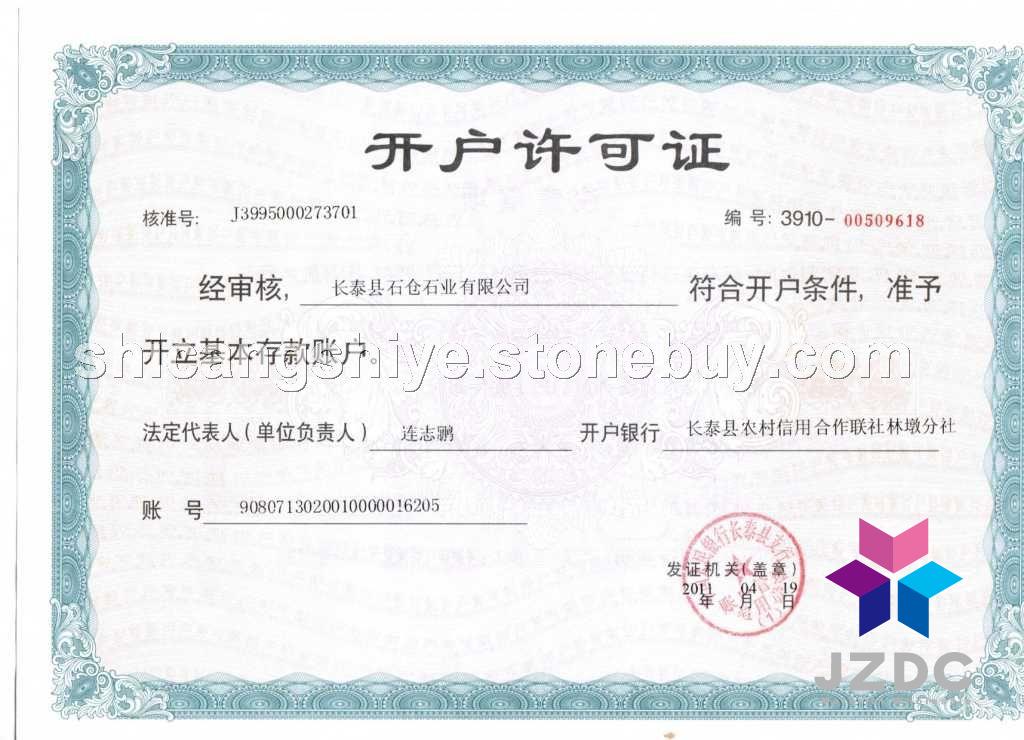 开户许可证
核准号: J3995000273701 编号: 3910-00509618
经审核, 长泰县石仓石业有限公司 符合开户条件, 准予
开立基本存款账户。
shicangshiye.stonebuy.com
法定代表人(单位负责人) 连志鹏 开户银行 长泰县农村信用合作联社林墩分社
账 号 9080713020010000016205
发证机关(盖章)
2011 04 19
年 月 日
JZDC